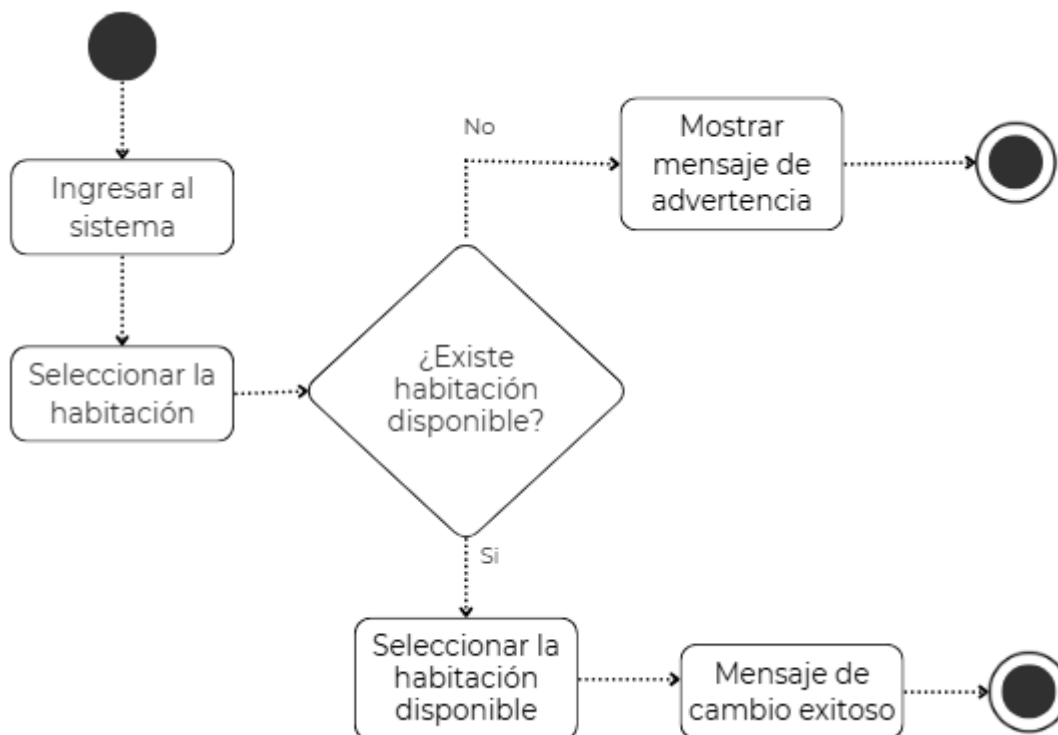 Ingresar al
sistema
Seleccionar la
habitación
¿Existe
habitación
disponible?
No
Mostrar
mensaje de
advertencia
Si
Seleccionar la
habitación
disponible
Mensaje de
cambio exitoso